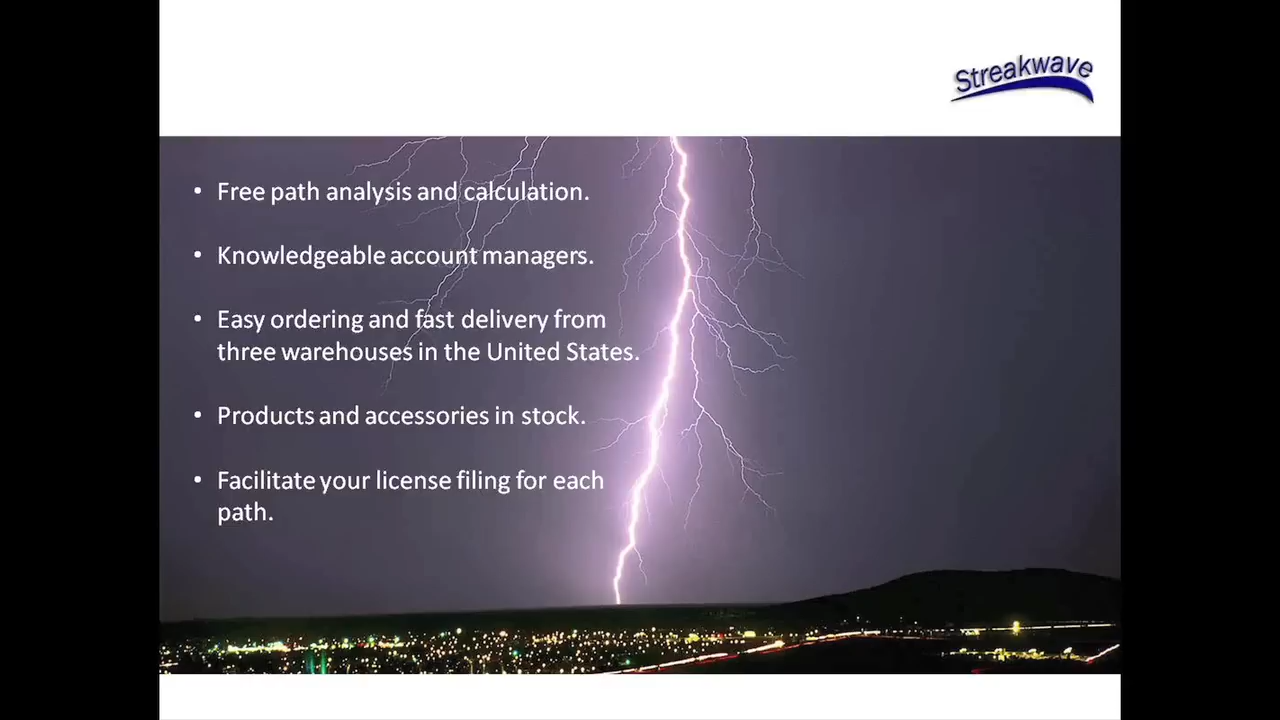 Streakwave
• Free path analysis and calculation.
• Knowledgeable account managers.
• Easy ordering and fast delivery from
three warehouses in the United States.
• Products and accessories in stock.
• Facilitate your license filing for each
path.